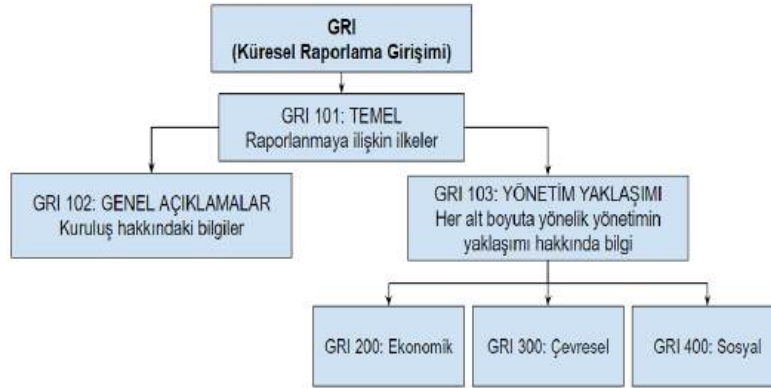 GRI
(Küresel Raporlama Girişimi)
GRI 101: TEMEL
Raporlanmaya ilişkin ilkeler
GRI 102: GENEL AÇIKLAMALAR
Kuruluş hakkındaki bilgiler
GRI 103: YÖNETİM YAKLAŞIMI
Her alt boyuta yönelik yönetimin
yaklaşımı hakkında bilgi
GRI 200: Ekonomik
GRI 300: Çevresel
GRI 400: Sosyal